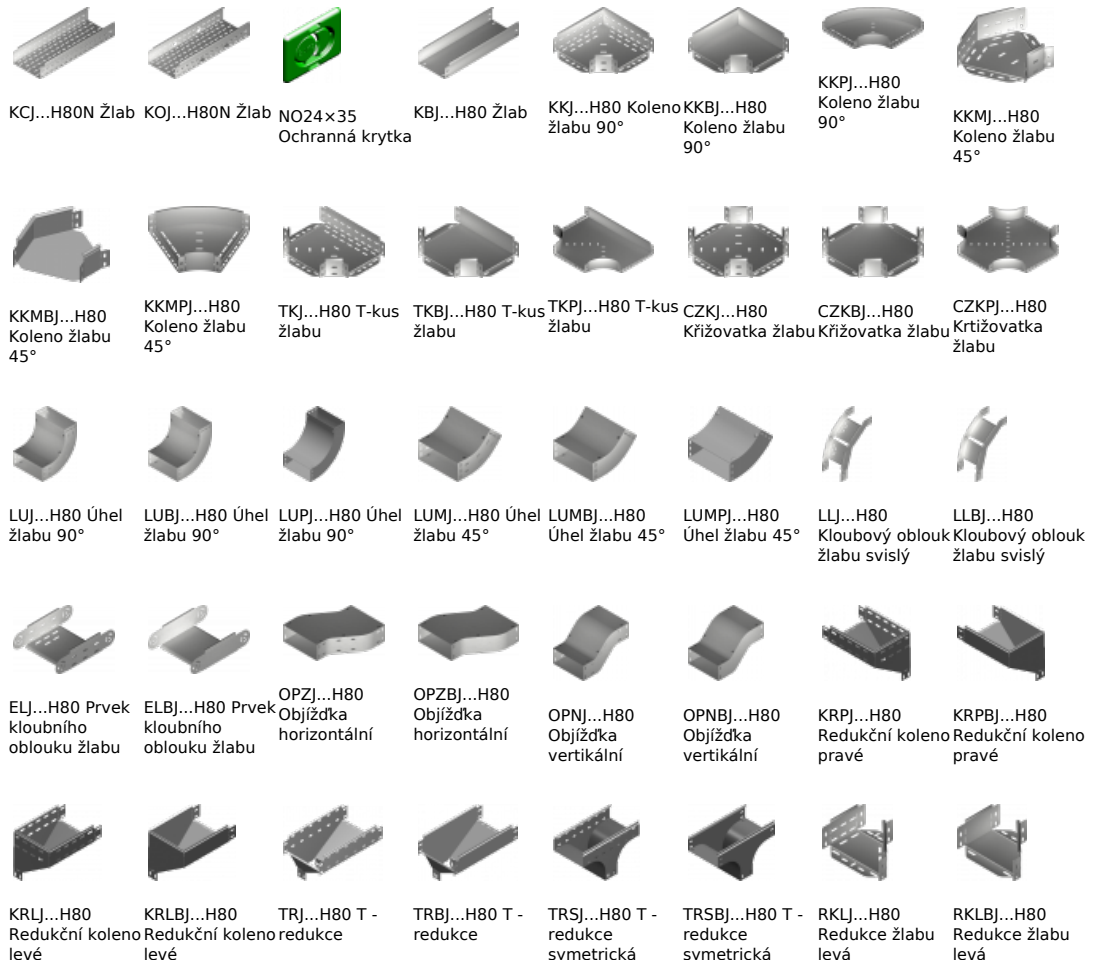 KCJ...H80N Žlab
KOJ...H80N Žlab
NO24×35
Ochranná krytka
KBJ...H80 Žlab
KKJ...H80 Koleno
žlabu 90°
KKBJ...H80
Koleno žlabu
90°
KKPJ...H80
Koleno žlabu
90°
KKMJ...H80
Koleno žlabu
45°
KKMBJ...H80
Koleno žlabu
45°
KKMPJ...H80
Koleno žlabu
45°
TKJ...H80 T-kus
žlabu
TKBJ...H80 T-kus
žlabu
TKPJ...H80 T-kus
žlabu
CZKJ...H80
Křižovatka žlabu
CZKBJ...H80
Křižovatka žlabu
CZKPJ...H80
Krtižovatka
žlabu
LUJ...H80 Úhel
žlabu 90°
LUBJ...H80 Úhel
žlabu 90°
LUPJ...H80 Úhel
žlabu 90°
LUMJ...H80 Úhel
žlabu 45°
LUMBJ...H80
Úhel žlabu 45°
LUMPJ...H80
Úhel žlabu 45°
LLJ...H80
Kloubový oblouk
žlabu svislý
LLBJ...H80
Kloubový oblouk
žlabu svislý
ELJ...H80 Prvek
kloubního
oblouku žlabu
ELBJ...H80 Prvek
kloubního
oblouku žlabu
OPZJ...H80
Objížďka
horizontální
OPZBJ...H80
Objížďka
horizontální
OPNJ...H80
Objížďka
vertikální
OPNBJ...H80
Objížďka
vertikální
KRPJ...H80
Redukční koleno
pravé
KRPBJ...H80
Redukční koleno
pravé
KRLJ...H80
Redukční koleno
levé
KRLBJ...H80
Redukční koleno
levé
TRJ...H80 T -
redukce
TRBJ...H80 T -
redukce
TRSJ...H80 T -
redukce
symetrická
TRSBJ...H80 T -
redukce
symetrická
RKLJ...H80
Redukce žlabu
levá
RKLBJ...H80
Redukce žlabu
levá